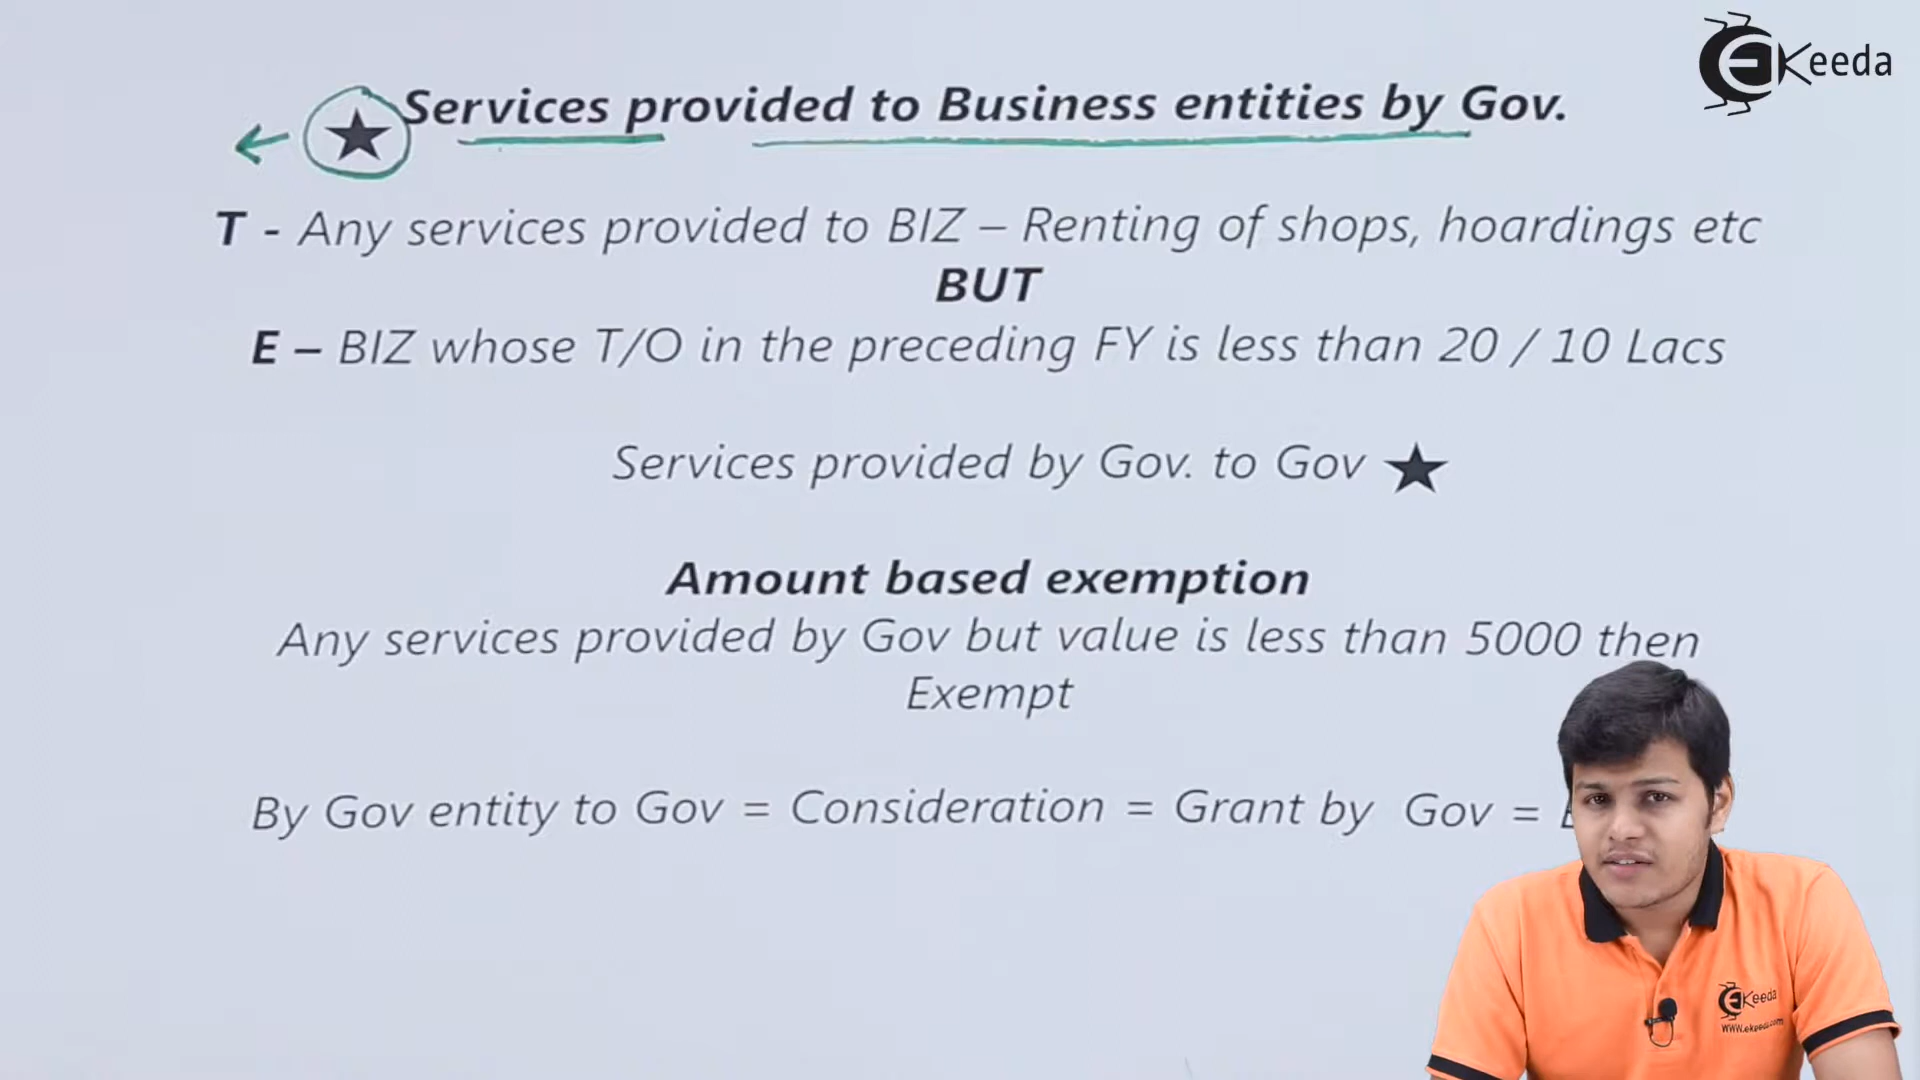 EKeeda
Services provided to Business entities by Gov.
T - Any services provided to BIZ – Renting of shops, hoardings etc
BUT
E – BIZ whose T/O in the preceding FY is less than 20 / 10 Lacs
Services provided by Gov. to Gov
Amount based exemption
Any services provided by Gov but value is less than 5000 then
Exempt
By Gov entity to Gov = Consideration = Grant by Gov =
EKeeda
www.ekeeda.com